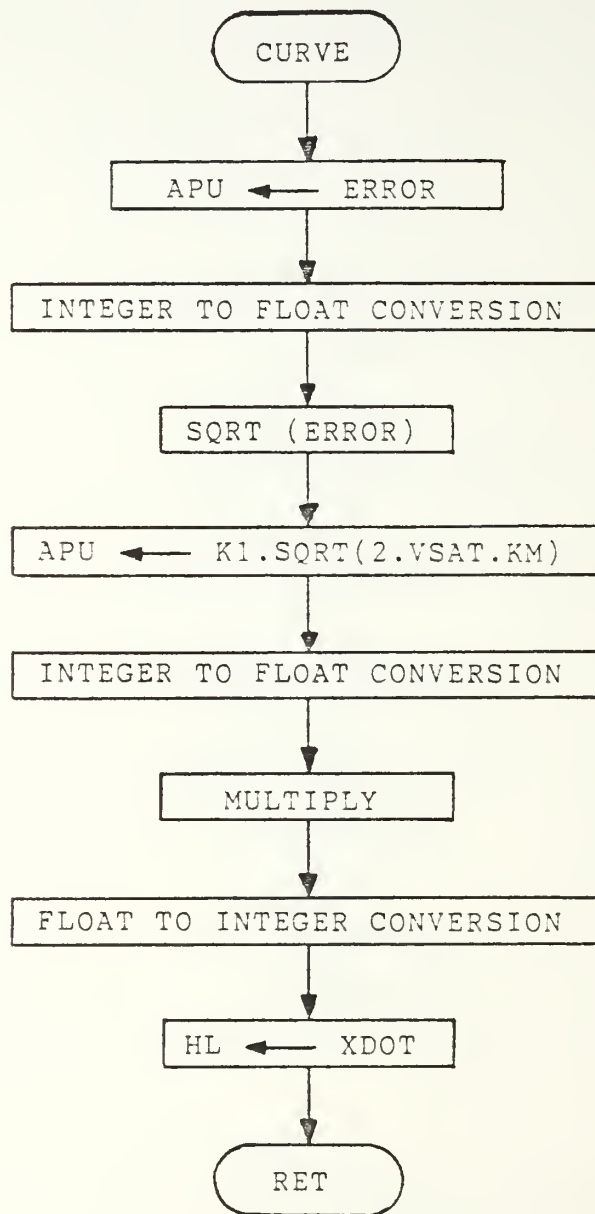 CURVE
APU ← ERROR
INTEGER TO FLOAT CONVERSION
SQRT (ERROR)
APU ← K1.SQRT(2.VSAT.KM)
INTEGER TO FLOAT CONVERSION
MULTIPLY
FLOAT TO INTEGER CONVERSION
HL ← XDOT
RET